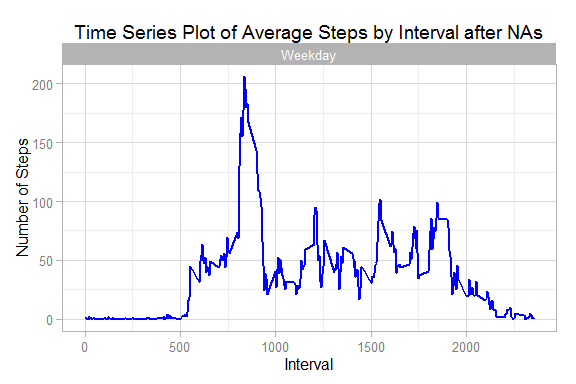 Time Series Plot of Average Steps by Interval after NAs
Weekday
200
150
100
50
0
Number of Steps
0 500 1000 1500 2000
Interval